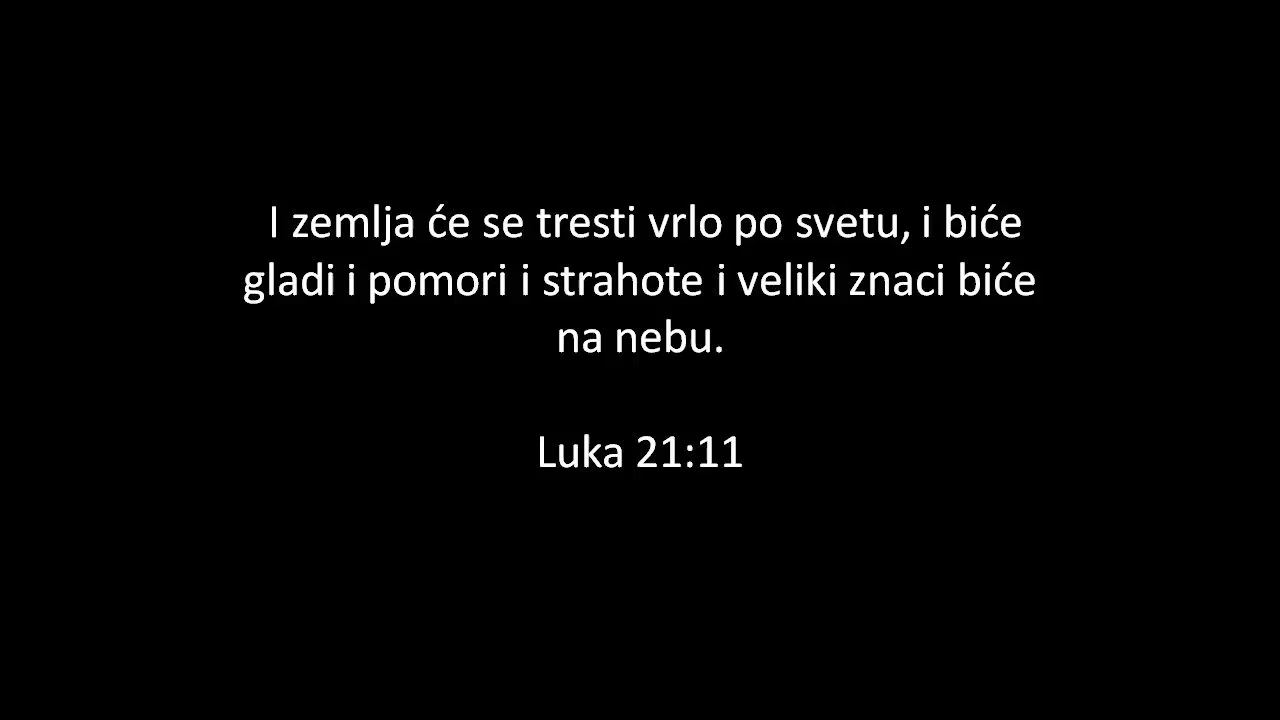 I zemlja će se tresti vrlo po svetu, i biće
gladi i pomori i strahote i veliki znaci biće
na nebu.
Luka 21:11